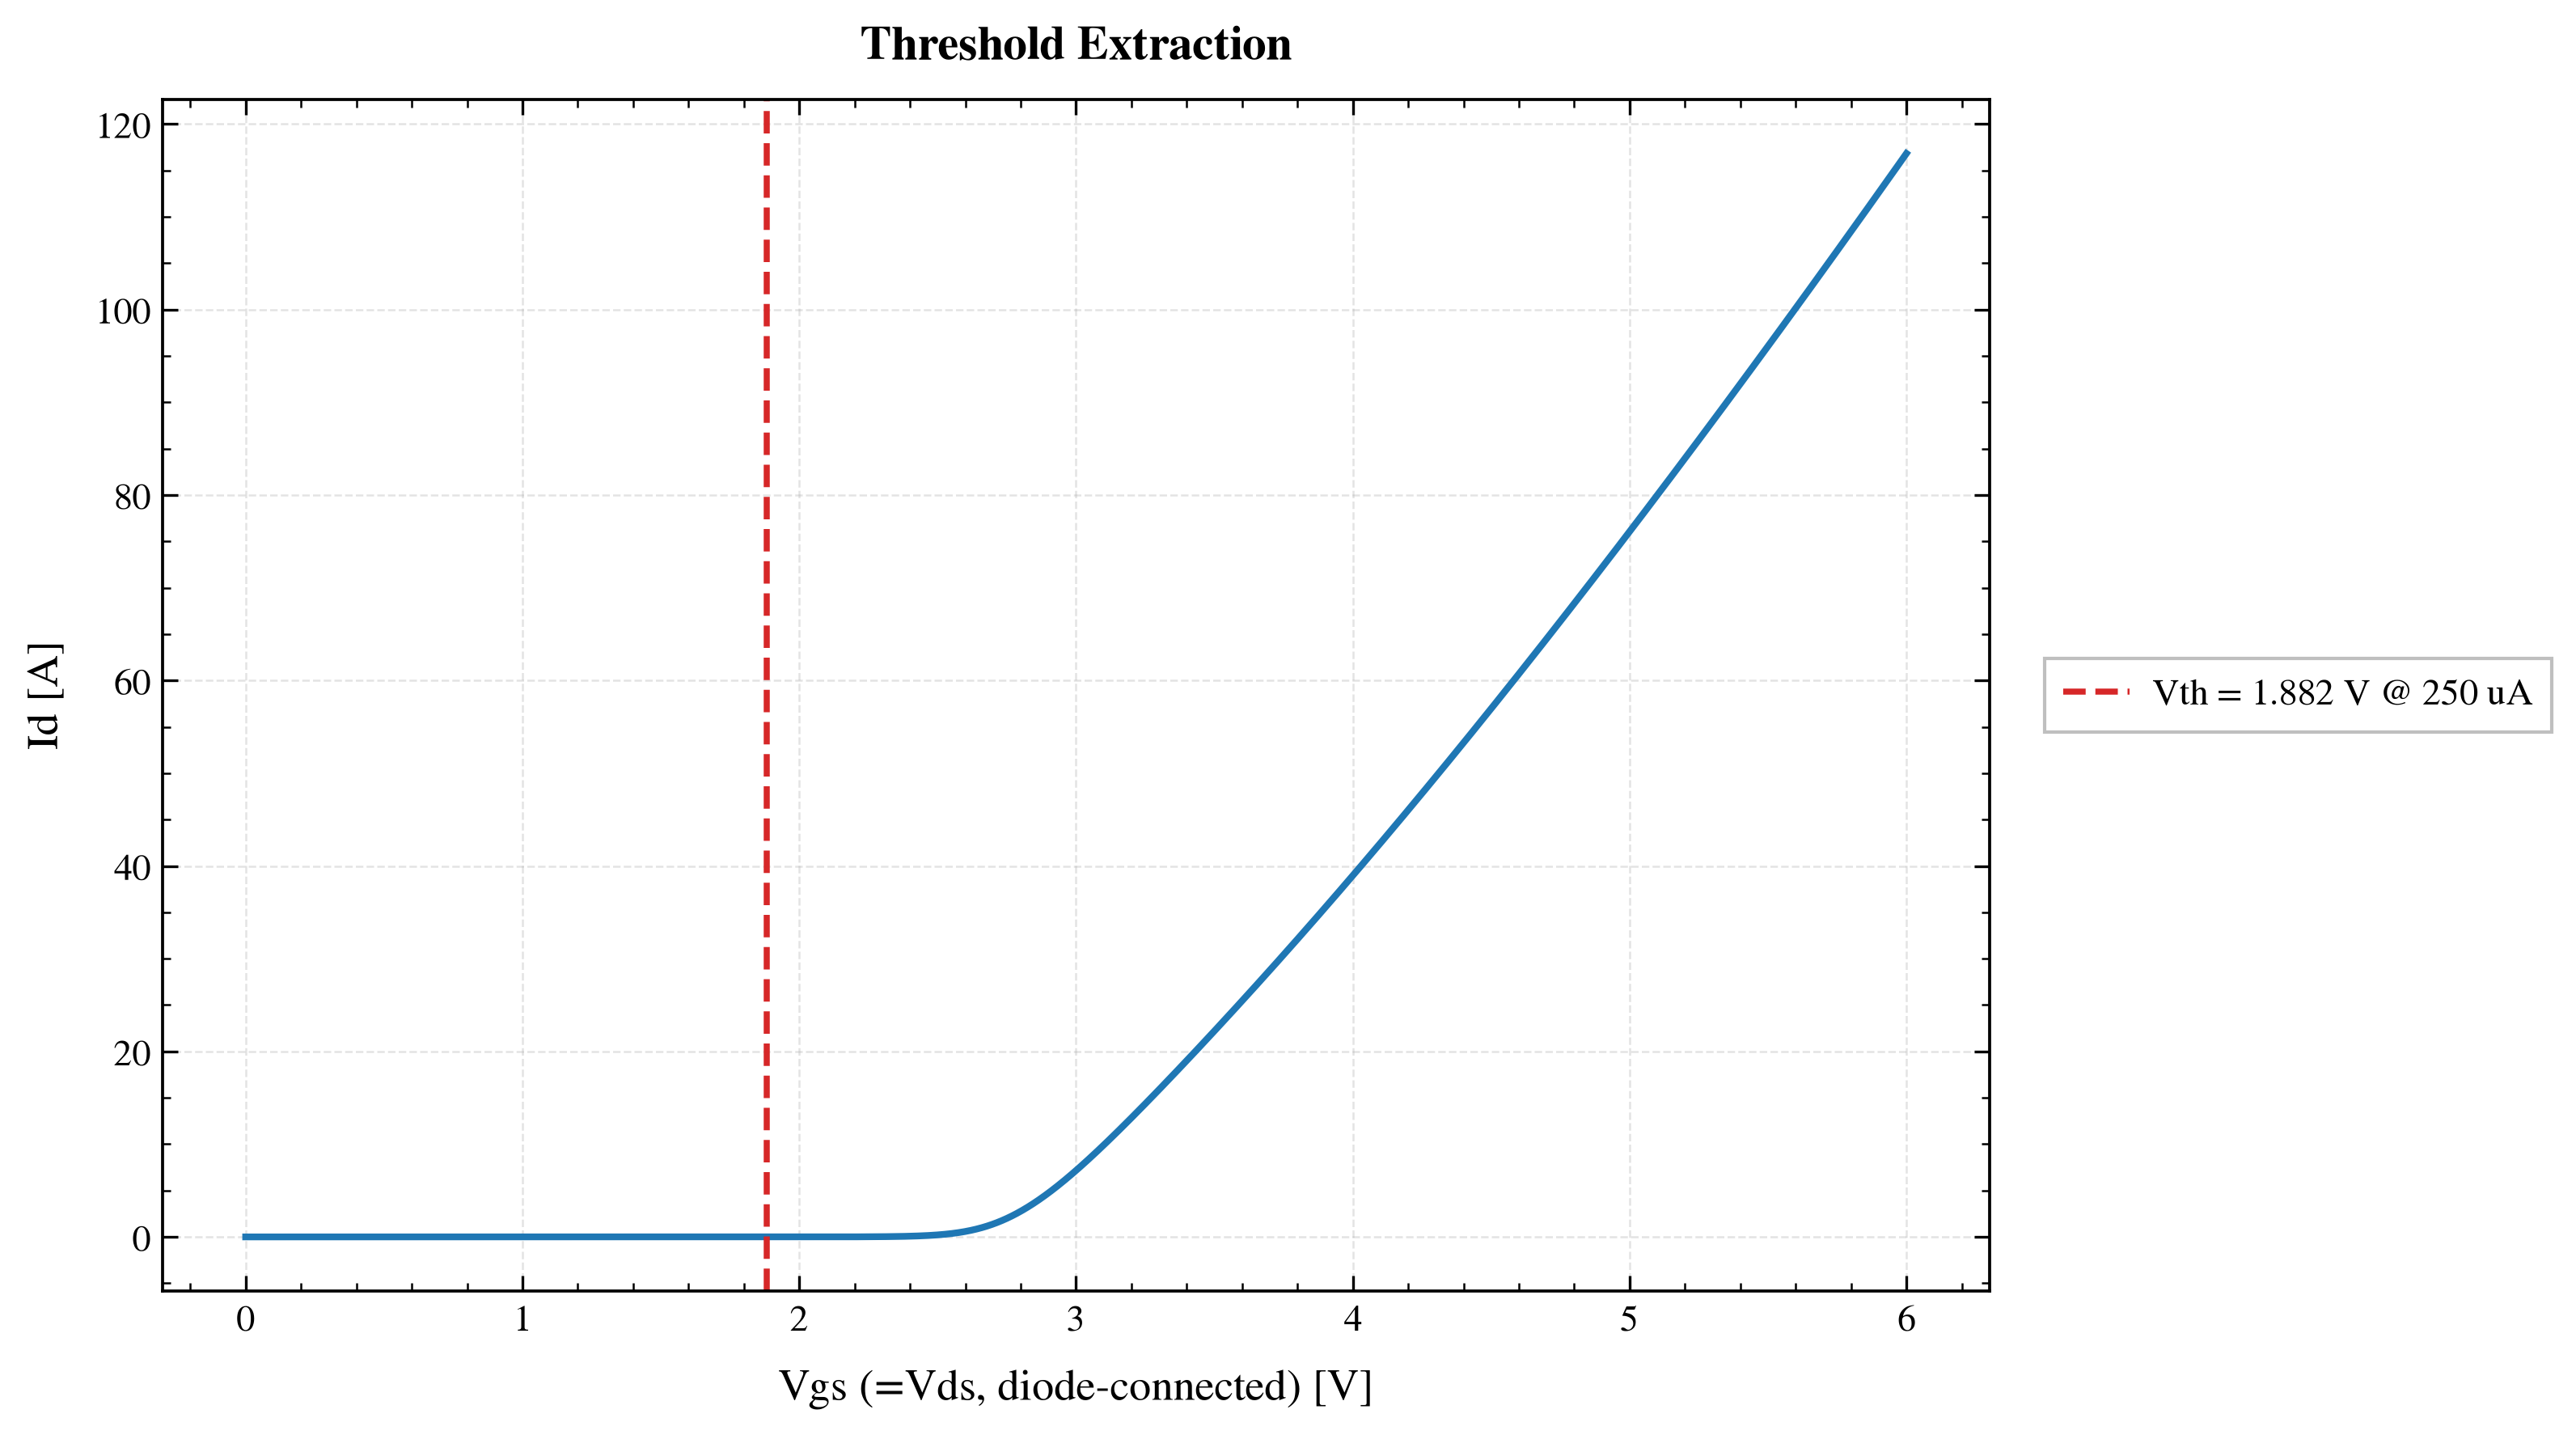 Threshold Extraction
120
100
80
60
40
20
0
Id [A]
0 1 2 3 4 5 6
Vgs (=Vds, diode-connected) [V]
Vth = 1.882 V @ 250 uA